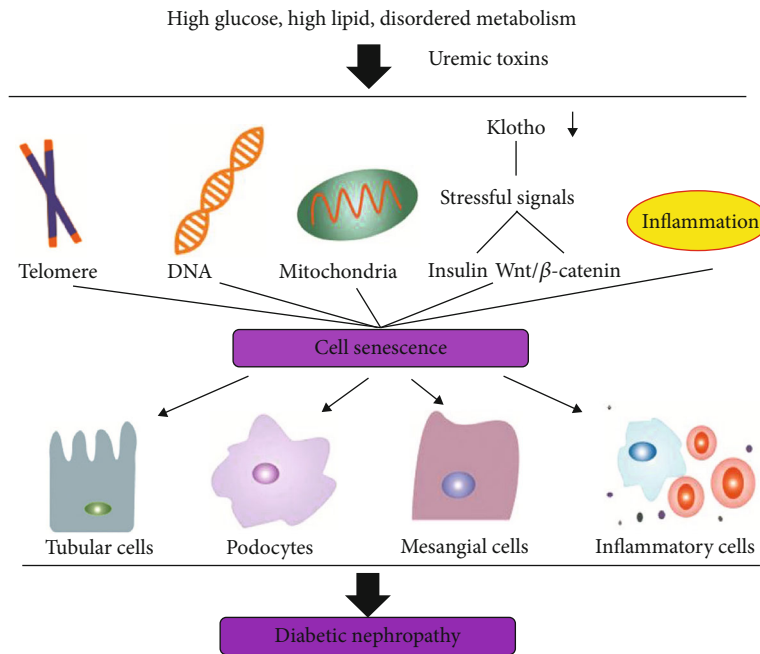 High glucose, high lipid, disordered metabolism
Uremic toxins
Klotho
Stressful signals
Inflammation
Telomere
DNA
Mitochondria
Insulin
Wnt/β-catenin
Cell senescence
Tubular cells
Podocytes
Mesangial cells
Inflammatory cells
Diabetic nephropathy